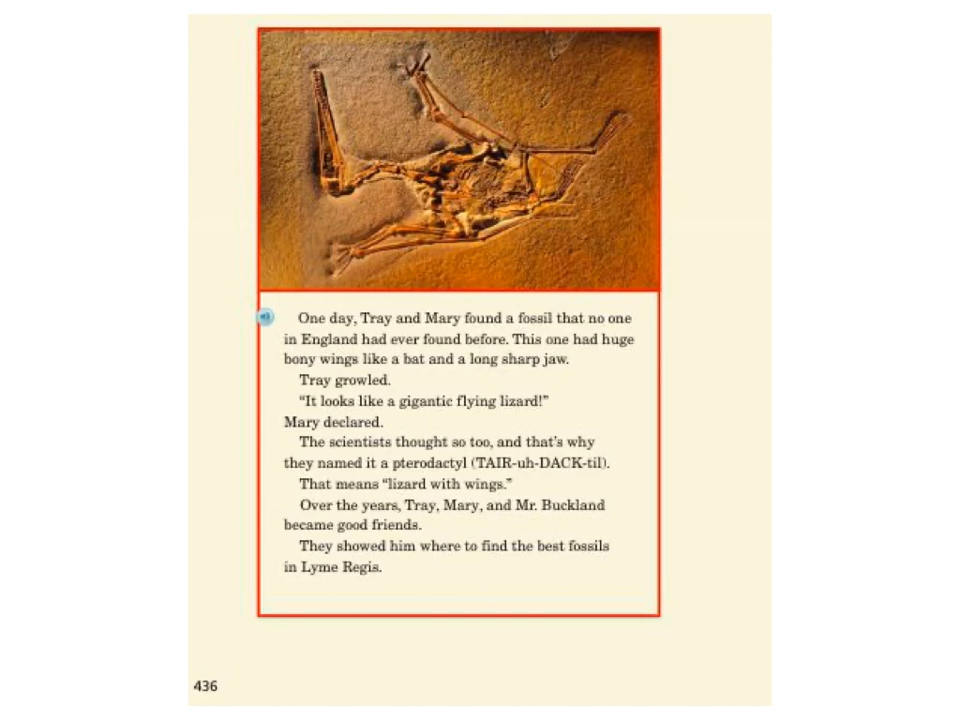 One day, Tray and Mary found a fossil that no one
in England had ever found before. This one had huge
bony wings like a bat and a long sharp jaw.
Tray growled.
“It looks like a gigantic flying lizard!”
Mary declared.
The scientists thought so too, and that’s why
they named it a pterodactyl (TAIR-uh-DACK-til).
That means “lizard with wings.”
Over the years, Tray, Mary, and Mr. Buckland
became good friends.
They showed him where to find the best fossils
in Lyme Regis.
436